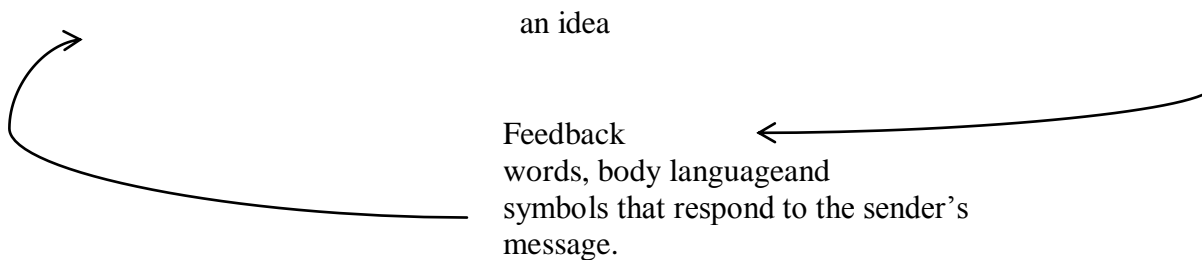 an idea
Feedback
words, body languageand
symbols that respond to the sender’s
message.